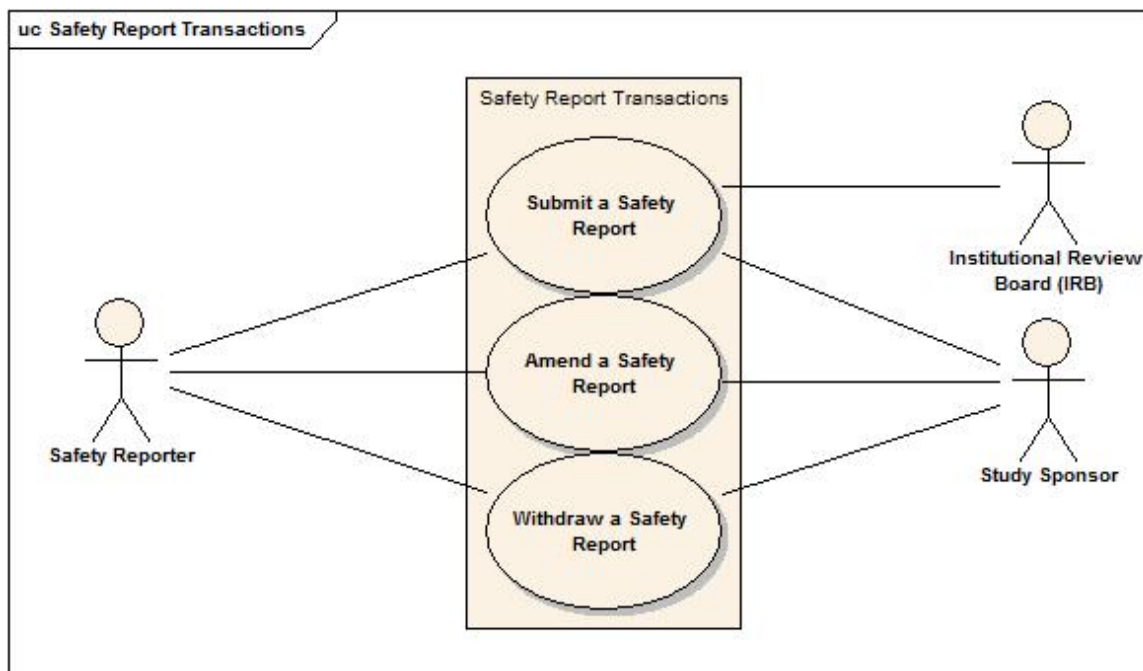 uc Safety Report Transactions
Safety Report Transactions
Submit a Safety
Report
Institutional Review
Board (IRB)
Amend a Safety
Report
Safety Reporter
Study Sponsor
Withdraw a Safety
Report